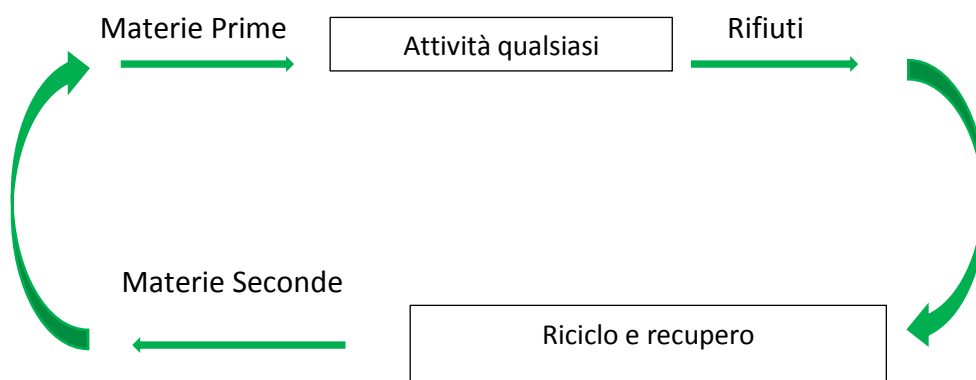 Materie Prime
Attività qualsiasi
Rifiuti
Materie Seconde
Riciclo e recupero